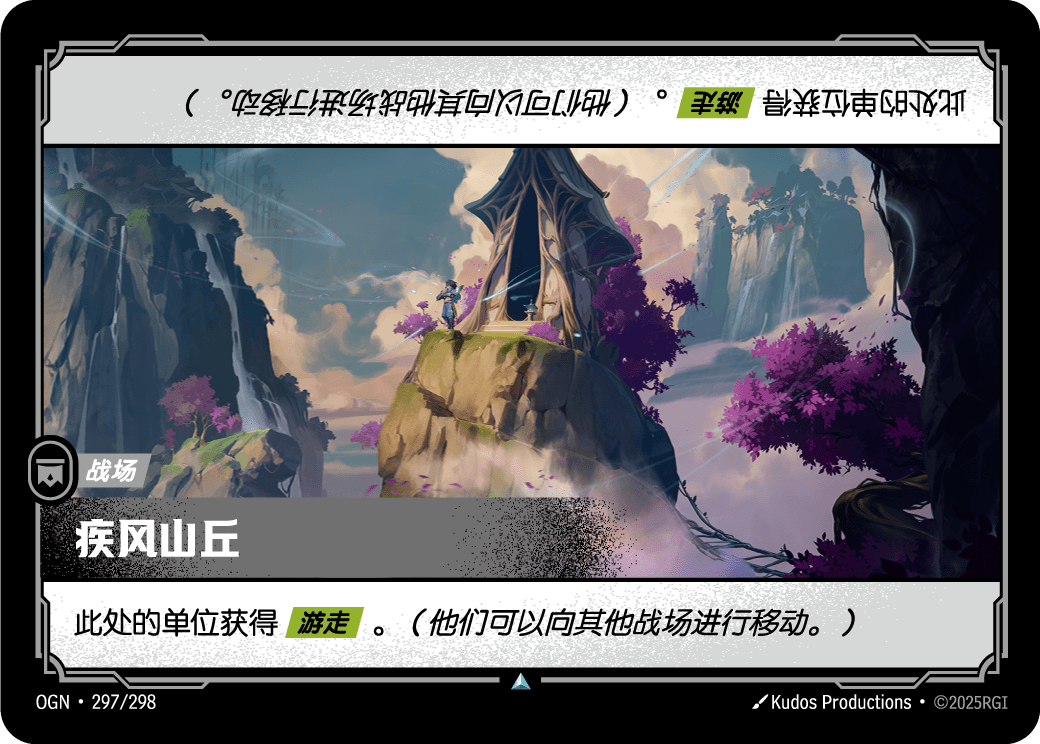 此处的单位获得 游走 。（他们可以向其他战场进行移动。）
战场
疾风山丘
此处的单位获得 游走 。（他们可以向其他战场进行移动。）
OGN • 297/298
Kudos Productions • ©2025RGI